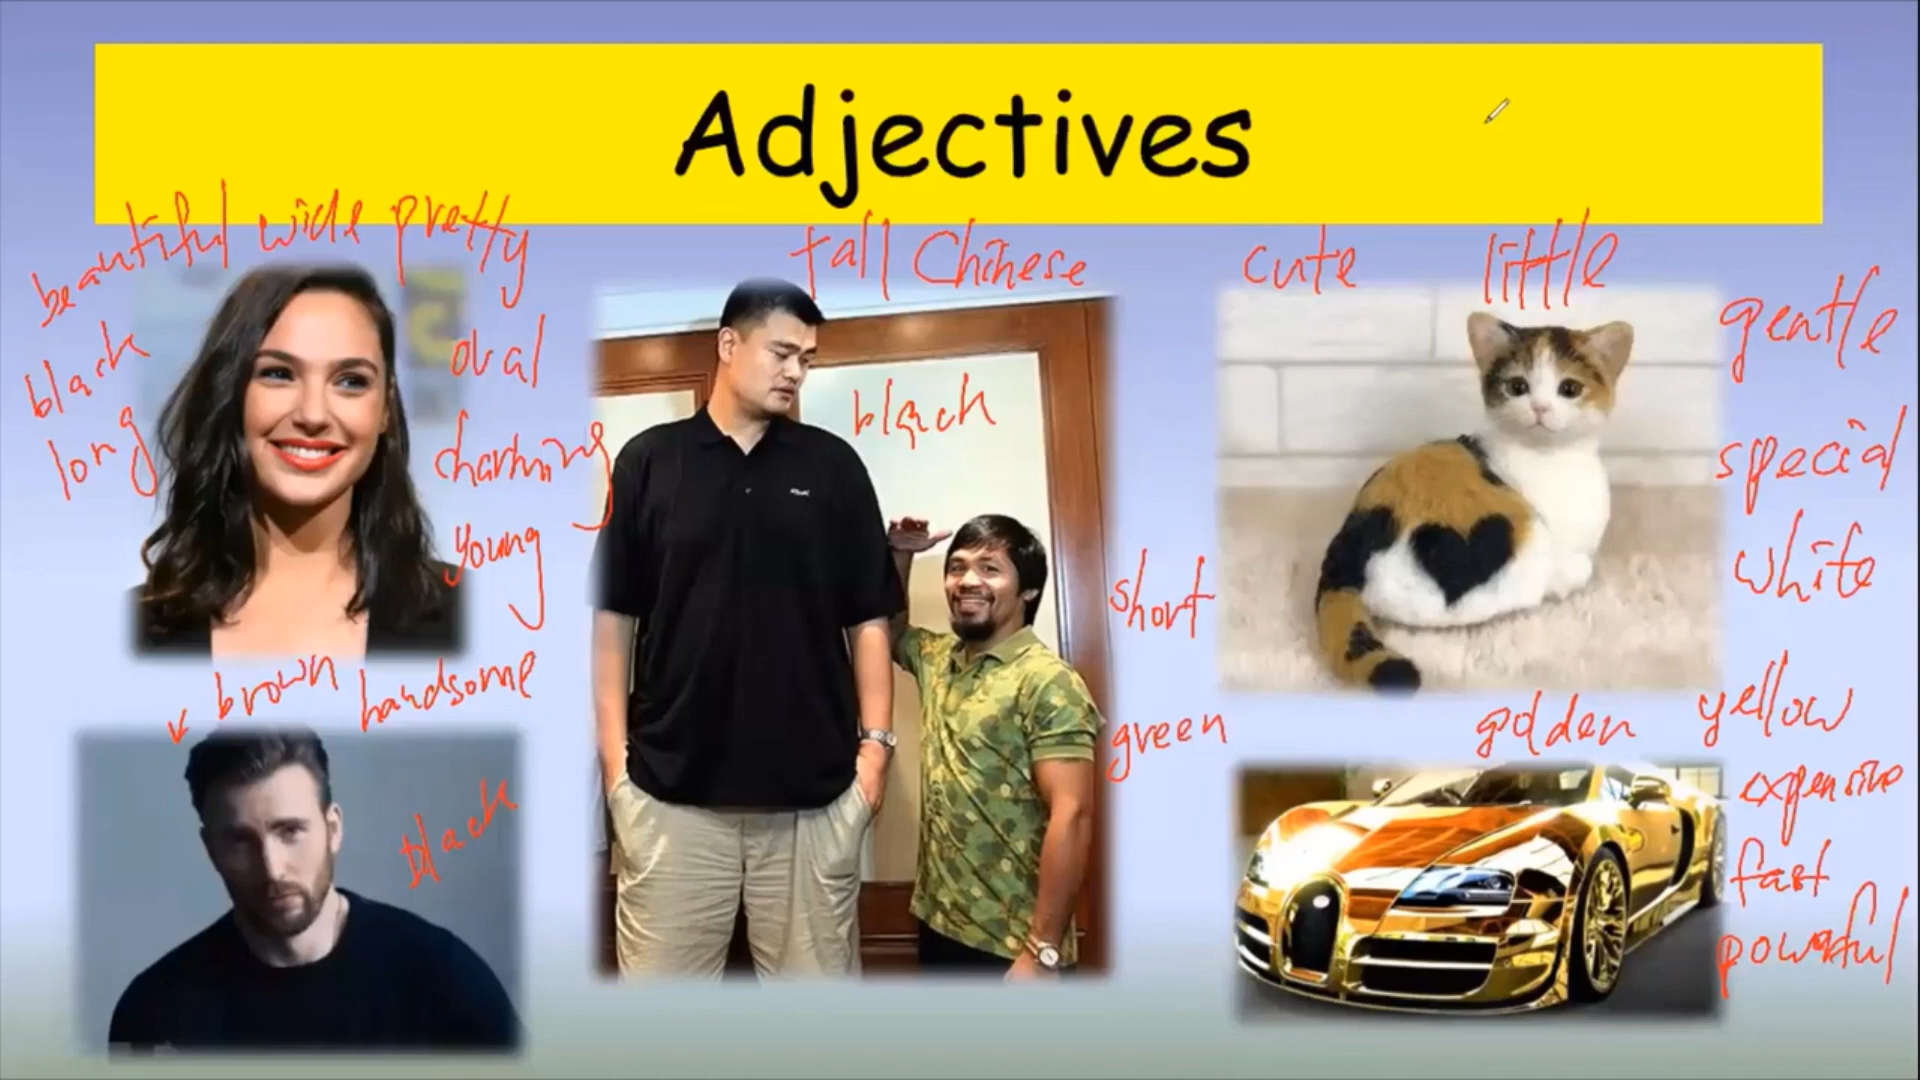 Adjectives
beautiful wide pretty
black
long
oval
charming
young
brown
handsome
black
tall Chinese
black
short
green
cute little
gentle
special
white
golden
yellow
expensive
fast
powerful